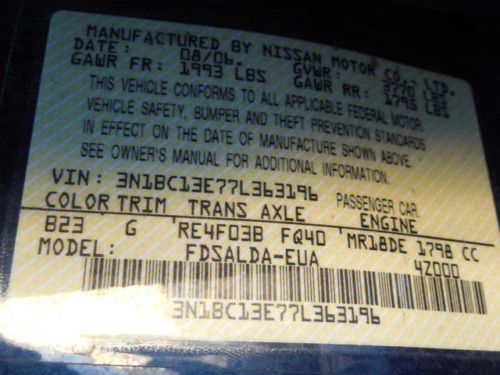 MANUFACTURED BY NISSAN MOTOR CO., LTD.
DATE: 08/06. GVWR: 3770 LBS
GAWR FR: 1993 LBS GAWR RR: 1795 LBS
THIS VEHICLE CONFORMS TO ALL APPLICABLE FEDERAL MOTOR
VEHICLE SAFETY, BUMPER AND THEFT PREVENTION STANDARDS
IN EFFECT ON THE DATE OF MANUFACTURE SHOWN ABOVE.
SEE OWNER'S MANUAL FOR ADDITIONAL INFORMATION.
VIN: 3N1BC13E77L363196 PASSENGER CAR
COLOR TRIM TRANS AXLE ENGINE
B23 G RE4F03B FQ40 MR18DE 1798 CC
MODEL: FDSALDA-EUA 4Z000
3N1BC13E77L363196